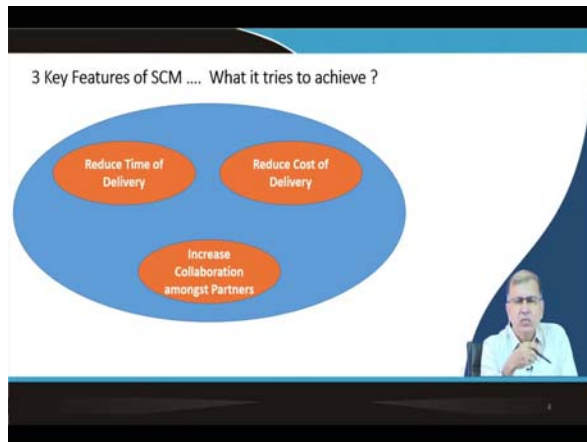 3 Key Features of SCM .... What it tries to achieve ?
Reduce Time of
Delivery
Reduce Cost of
Delivery
Increase
Collaboration
amongst Partners